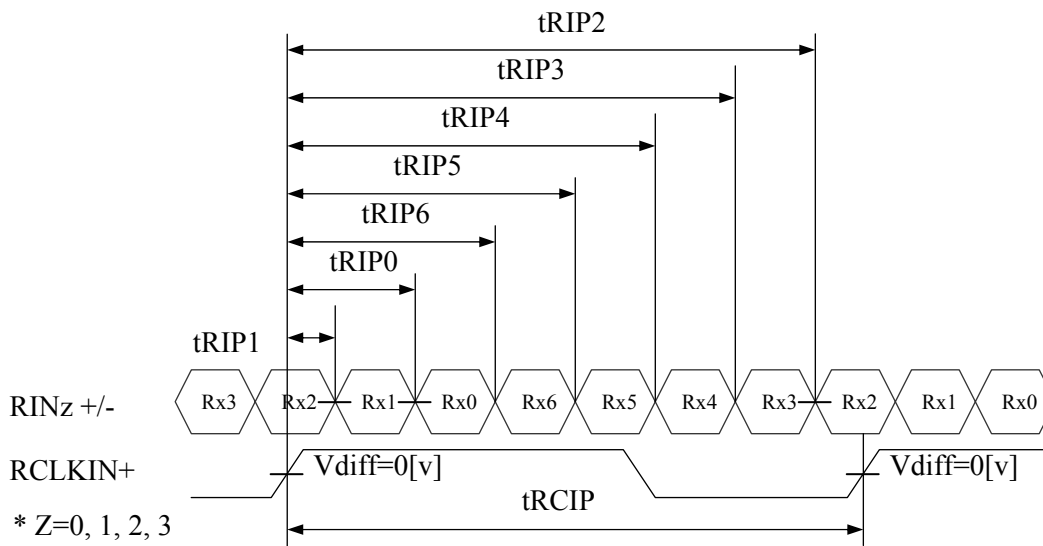 tRIP2
tRIP3
tRIP4
tRIP5
tRIP6
tRIP0
tRIP1
RINz +/- Rx3 Rx2 Rx1 Rx0 Rx6 Rx5 Rx4 Rx3 Rx2 Rx1 Rx0
RCLKIN+ Vdiff=0[v] Vdiff=0[v]
tRCIP
* Z=0, 1, 2, 3